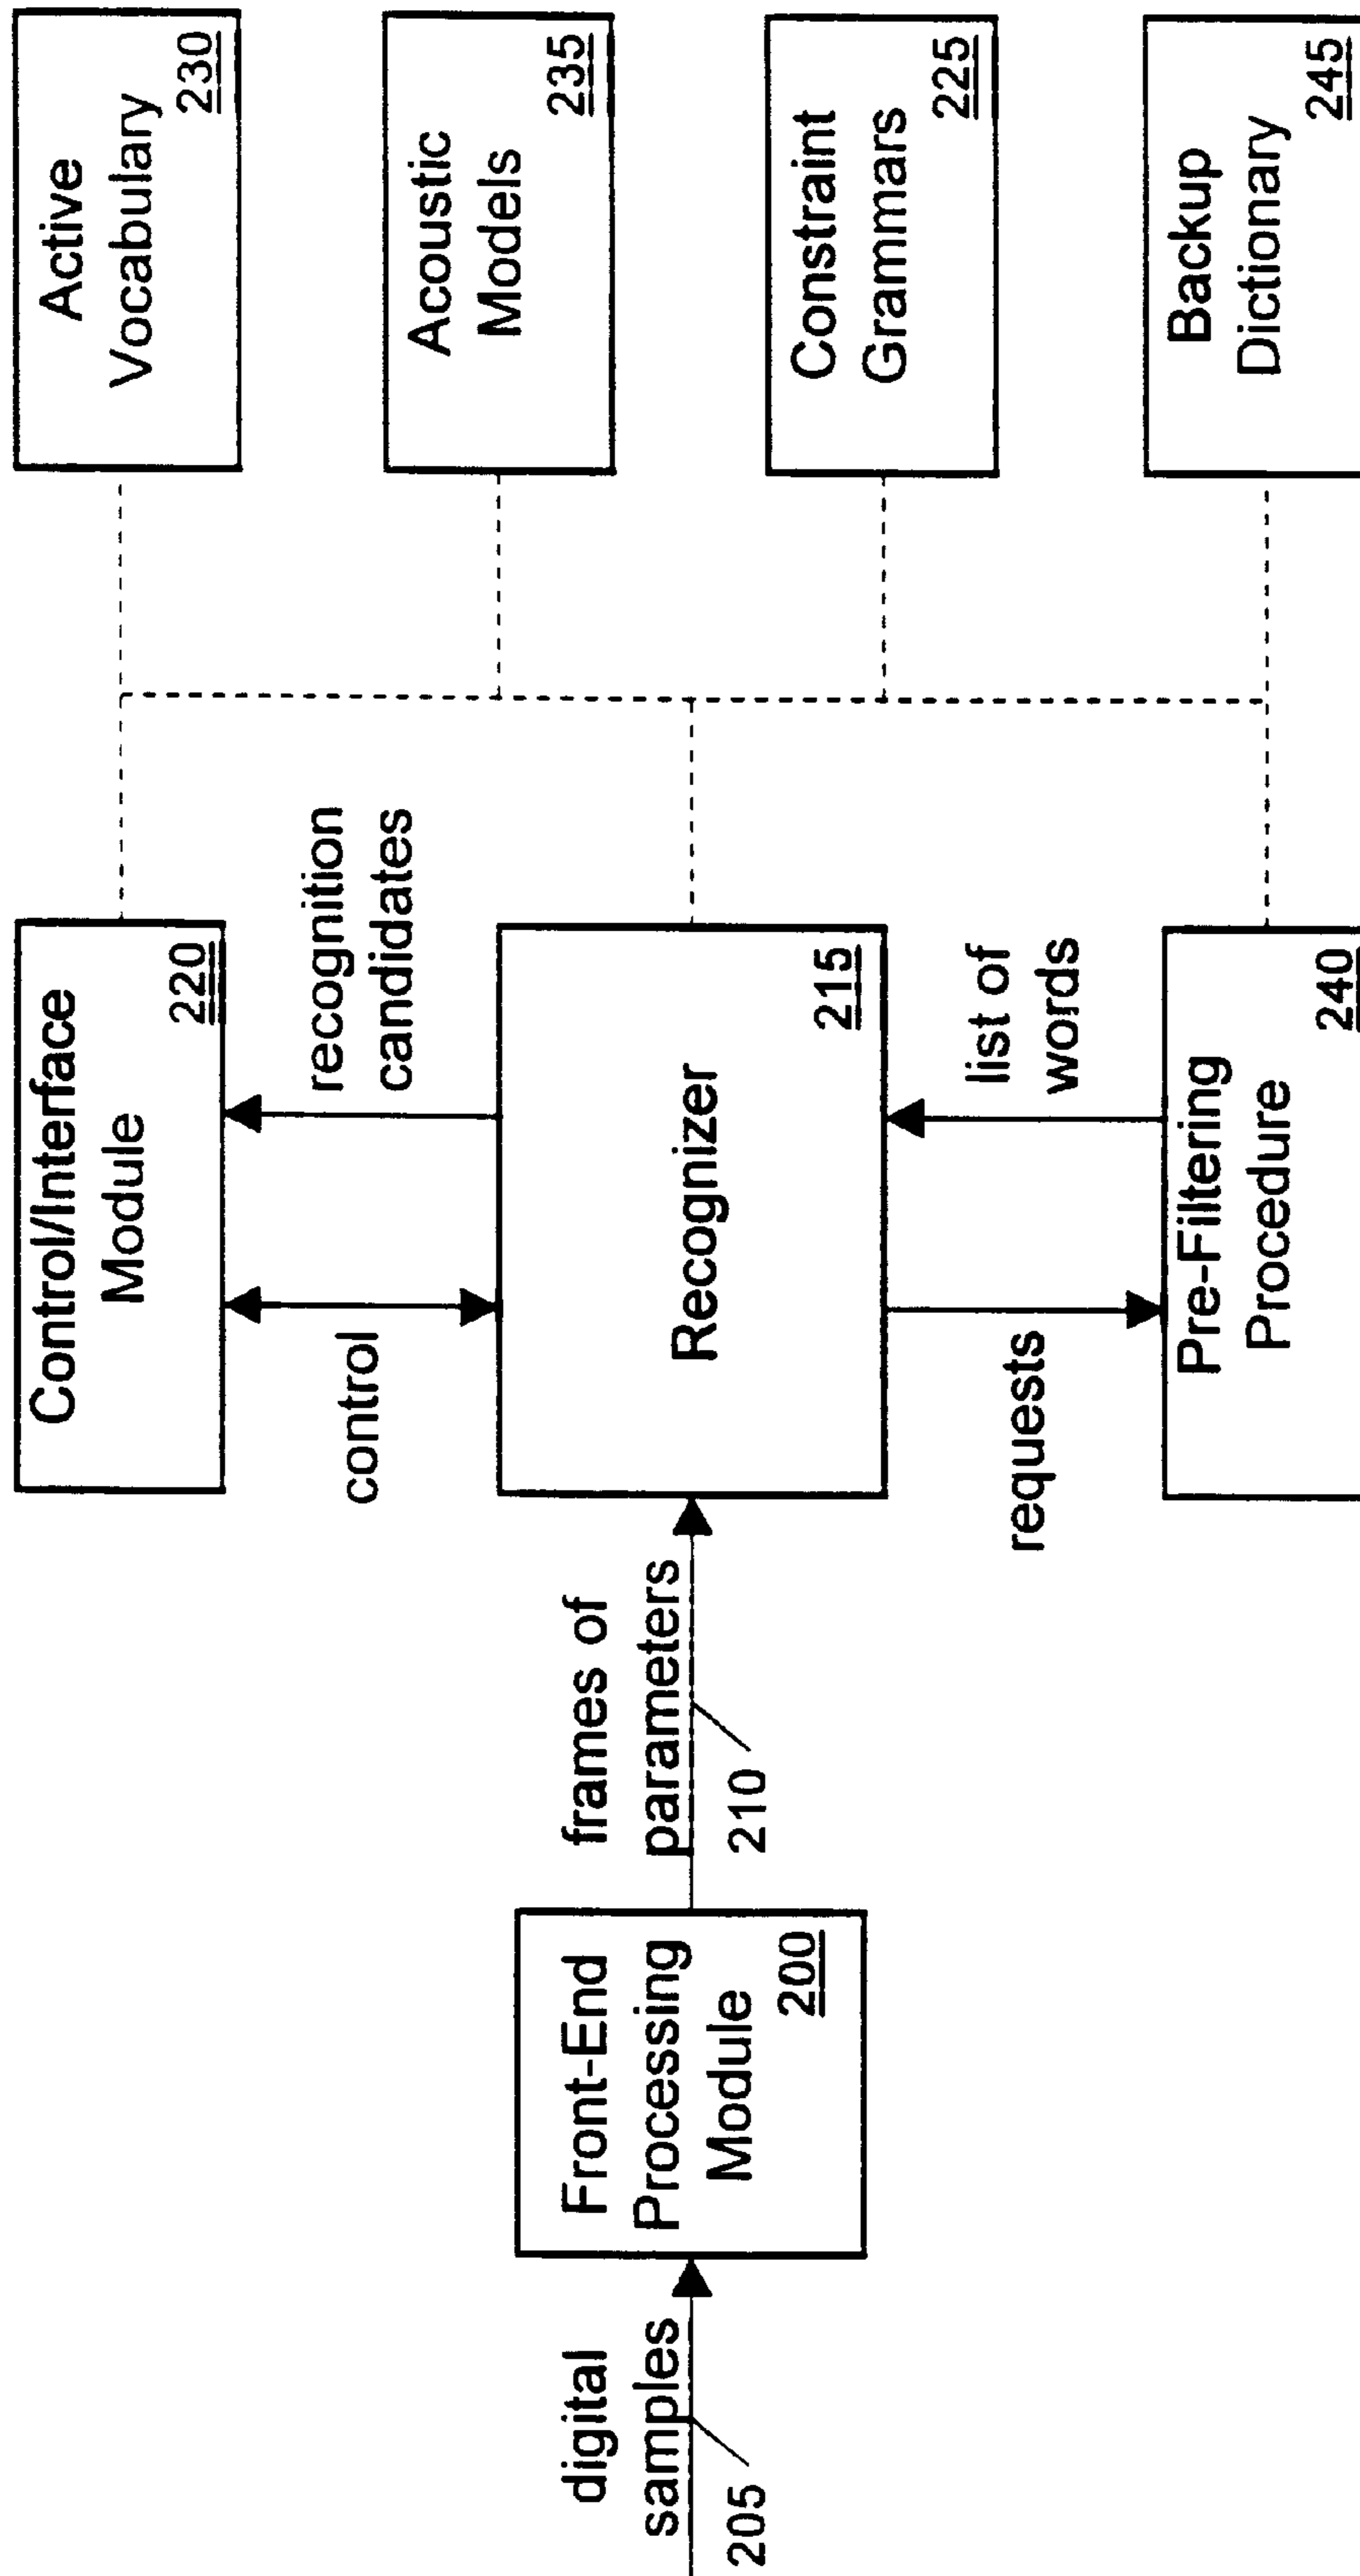 digital
samples
205
Front-End
Processing
Module
200
frames of
parameters
210
Control/Interface
Module
220
control
recognition
candidates
Recognizer
215
requests
list of
words
Pre-Filtering
Procedure
240
Active
Vocabulary
230
Acoustic
Models
235
Constraint
Grammars
225
Backup
Dictionary
245